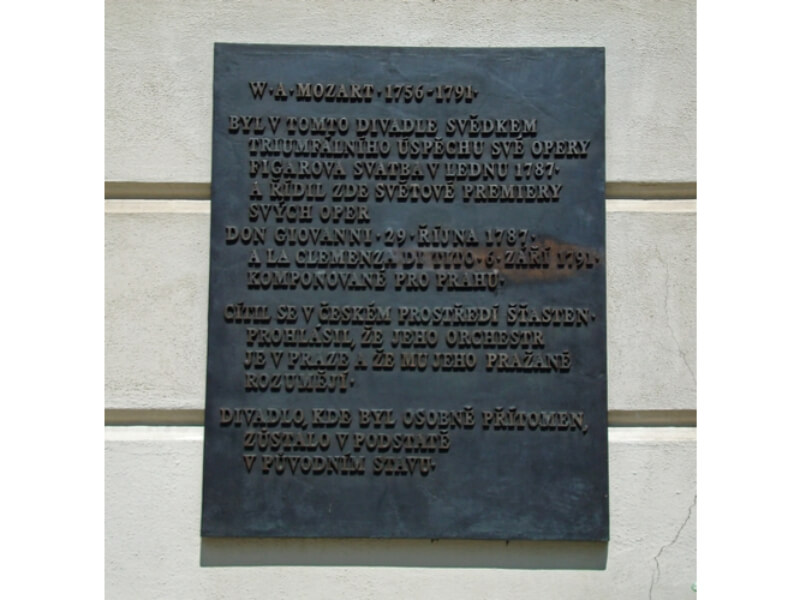 W·A·MOZART·1756-1791·
BYL V TOMTO DIVADLE SVĚDKEM
TRIUMFÁLNÍHO ÚSPĚCHU SVÉ OPERY
FIGAROVA SVATBA V LEDNU 1787·
A ŘÍDIL ZDE SVĚTOVÉ PREMIERY
SVÝCH OPER
DON GIOVANNI·29·ŘÍJNA 1787·
A LA CLEMENZA DI TITO·6·ZÁŘÍ 1791·
KOMPONOVANÉ PRO PRAHU·
CÍTIL SE V ČESKÉM PROSTŘEDÍ ŠŤASTEN·
PROHLÁSIL, ŽE JEHO ORCHESTR
JE V PRAZE A ŽE MU JEHO PRAŽANÉ
ROZUMĚJÍ·
DIVADLO, KDE BYL OSOBNĚ PŘÍTOMEN,
ZŮSTALO V PODSTATĚ
V PŮVODNÍM STAVU·